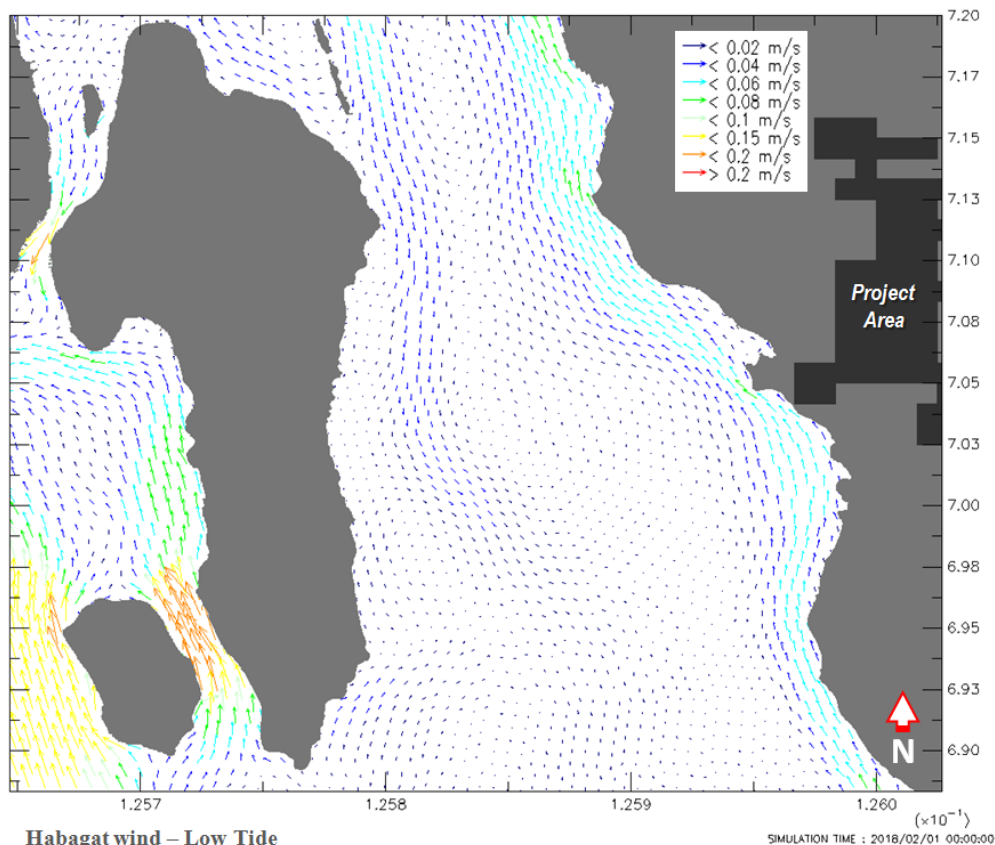 7.20
< 0.02 m/s
< 0.04 m/s
< 0.06 m/s
< 0.08 m/s
< 0.1 m/s
< 0.15 m/s
< 0.2 m/s
> 0.2 m/s
7.17
7.15
7.13
7.10
Project
Area
7.08
7.05
7.03
7.00
6.98
6.95
6.93
N
6.90
1.257 1.258 1.259 1.260
(×10⁻¹)
Habagat wind – Low Tide
SIMULATION TIME : 2018/02/01 00:00:00